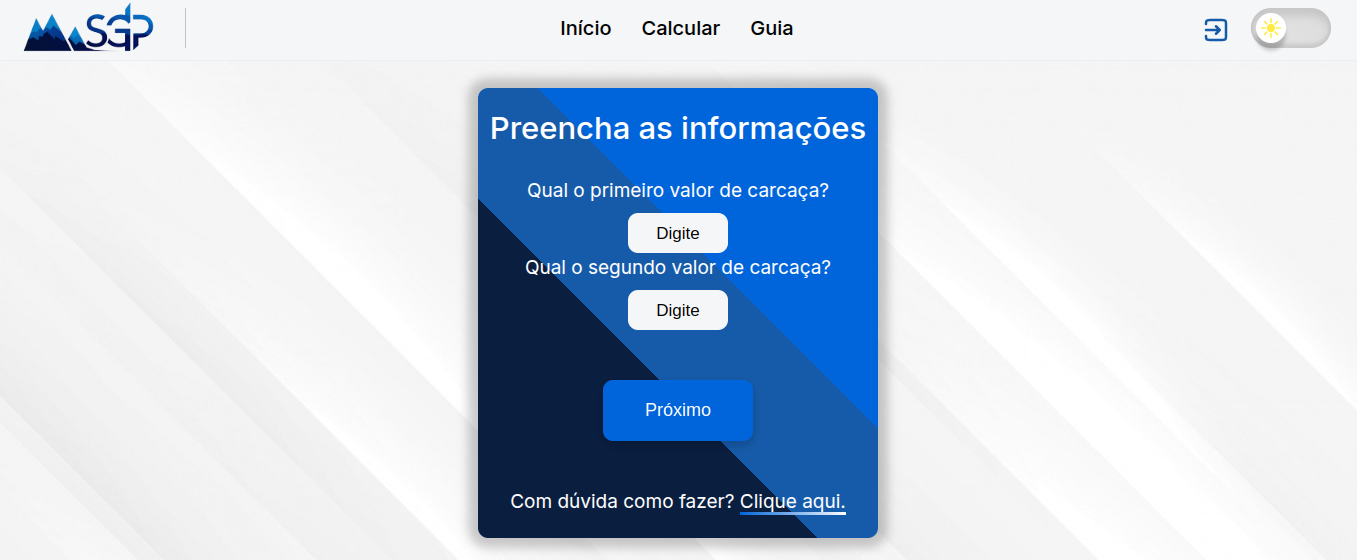 SGP
Início Calcular Guia
Preencha as informações
Qual o primeiro valor de carcaça?
Digite
Qual o segundo valor de carcaça?
Digite
Próximo
Com dúvida como fazer? Clique aqui.